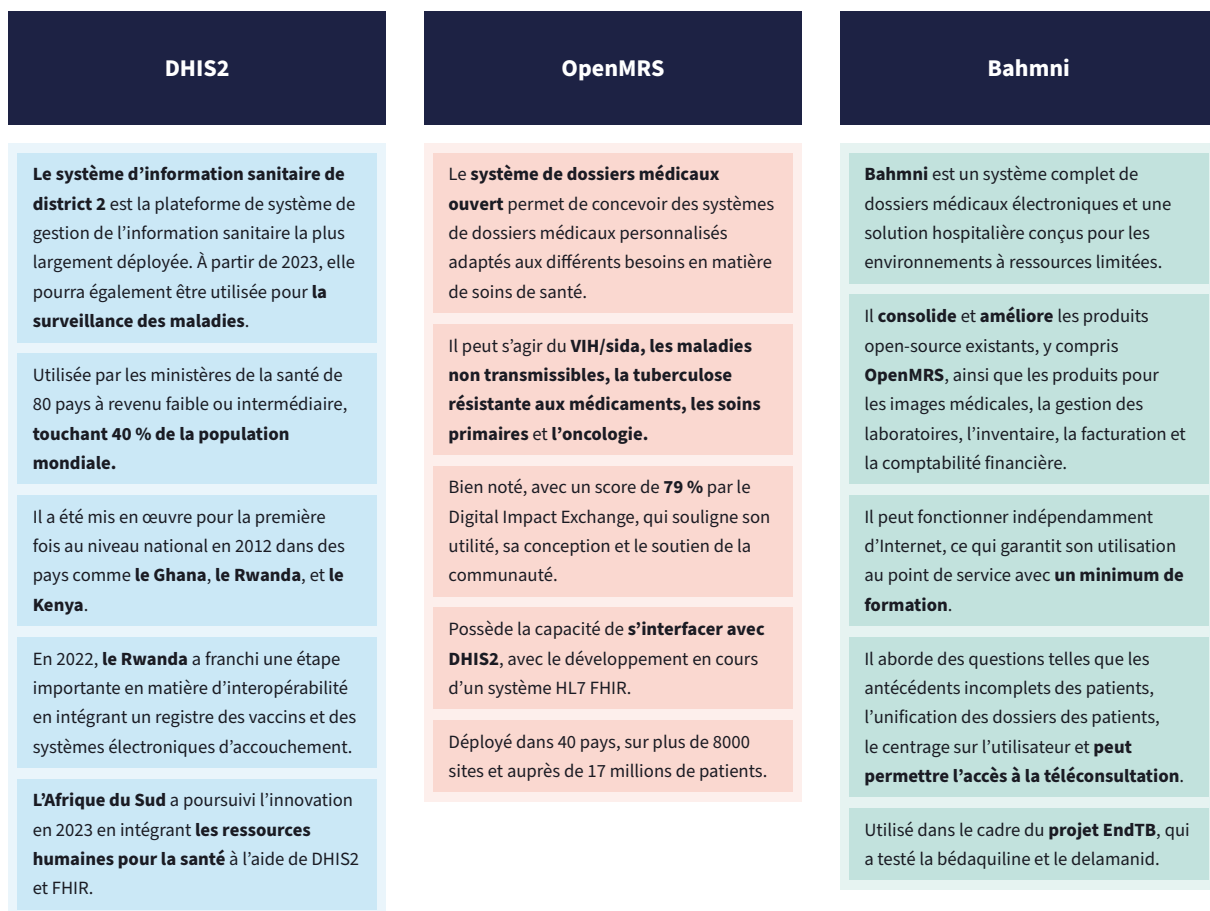 DHIS2
Le système d’information sanitaire de
district 2 est la plateforme de système de
gestion de l’information sanitaire la plus
largement déployée. À partir de 2023, elle
pourra également être utilisée pour la
surveillance des maladies.
Utilisée par les ministères de la santé de
80 pays à revenu faible ou intermédiaire,
touchant 40 % de la population
mondiale.
Il a été mis en œuvre pour la première
fois au niveau national en 2012 dans des
pays comme le Ghana, le Rwanda, et le
Kenya.
En 2022, le Rwanda a franchi une étape
importante en matière d’interopérabilité
en intégrant un registre des vaccins et des
systèmes électroniques d’accouchement.
L’Afrique du Sud a poursuivi l’innovation
en 2023 en intégrant les ressources
humaines pour la santé à l’aide de DHIS2
et FHIR.
OpenMRS
Le système de dossiers médicaux
ouvert permet de concevoir des systèmes
de dossiers médicaux personnalisés
adaptés aux différents besoins en matière
de soins de santé.
Il peut s’agir du VIH/sida, les maladies
non transmissibles, la tuberculose
résistante aux médicaments, les soins
primaires et l’oncologie.
Bien noté, avec un score de 79 % par le
Digital Impact Exchange, qui souligne son
utilité, sa conception et le soutien de la
communauté.
Possède la capacité de s’interfacer avec
DHIS2, avec le développement en cours
d’un système HL7 FHIR.
Déployé dans 40 pays, sur plus de 8000
sites et auprès de 17 millions de patients.
Bahmni
Bahmni est un système complet de
dossiers médicaux électroniques et une
solution hospitalière conçus pour les
environnements à ressources limitées.
Il consolide et améliore les produits
open-source existants, y compris
OpenMRS, ainsi que les produits pour
les images médicales, la gestion des
laboratoires, l’inventaire, la facturation et
la comptabilité financière.
Il peut fonctionner indépendamment
d’Internet, ce qui garantit son utilisation
au point de service avec un minimum de
formation.
Il aborde des questions telles que les
antécédents incomplets des patients,
l’unification des dossiers des patients,
le centrage sur l’utilisateur et peut
permettre l’accès à la téléconsultation.
Utilisé dans le cadre du projet EndTB, qui
a testé la bédaquiline et le delamanid.